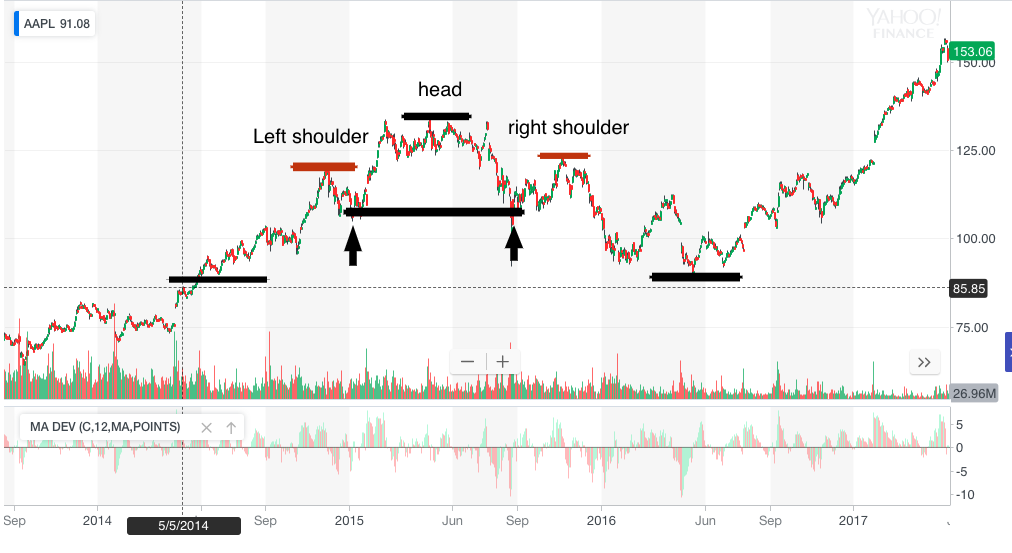 AAPL 91.08
YAHOO!
FINANCE
153.06
150.00
head
Left shoulder
right shoulder
125.00
100.00
85.85
75.00
26.96M
MA DEV (C,12,MA,POINTS)
5
0
-5
-10
Sep
2014
5/5/2014
Sep
2015
Jun
Sep
2016
Jun
Sep
2017